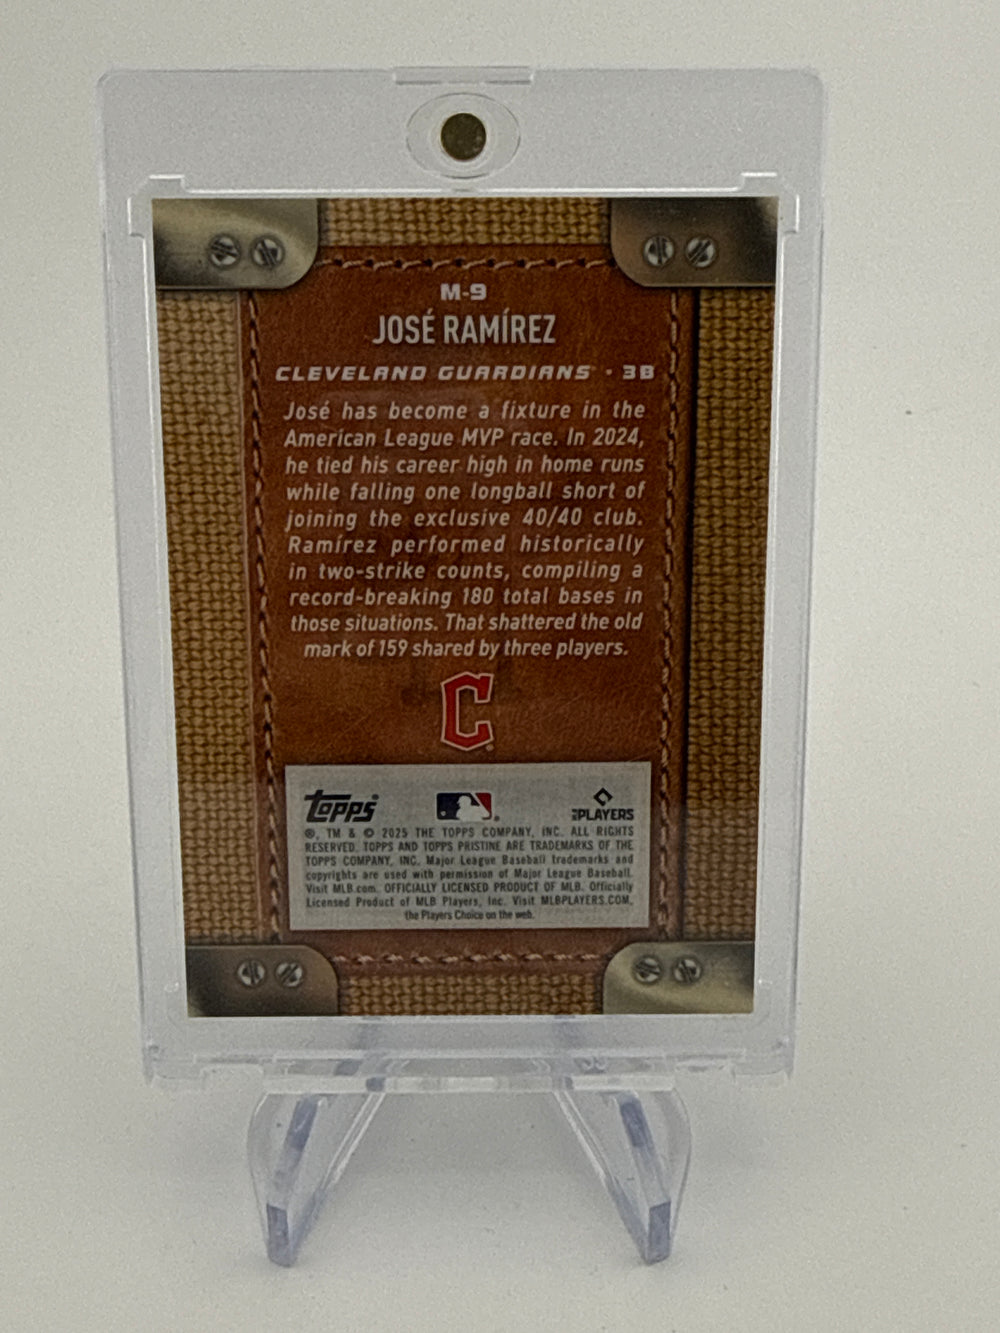 M-9
JOSÉ RAMÍREZ
CLEVELAND GUARDIANS • 3B
José has become a fixture in the
American League MVP race. In 2024,
he tied his career high in home runs
while falling one longball short of
joining the exclusive 40/40 club.
Ramírez performed historically
in two-strike counts, compiling a
record-breaking 180 total bases in
those situations. That shattered the old
mark of 159 shared by three players.
C
Topps
MLB PLAYERS
®, TM & © 2025 THE TOPPS COMPANY, INC. ALL RIGHTS
RESERVED. TOPPS AND TOPPS PRISTINE ARE TRADEMARKS OF THE
TOPPS COMPANY, INC. Major League Baseball trademarks and
copyrights are used with permission of Major League Baseball.
Visit MLB.com. OFFICIALLY LICENSED PRODUCT OF MLB. Officially
Licensed Product of MLB Players, Inc. Visit MLBPLAYERS.COM,
the Players Choice on the web.